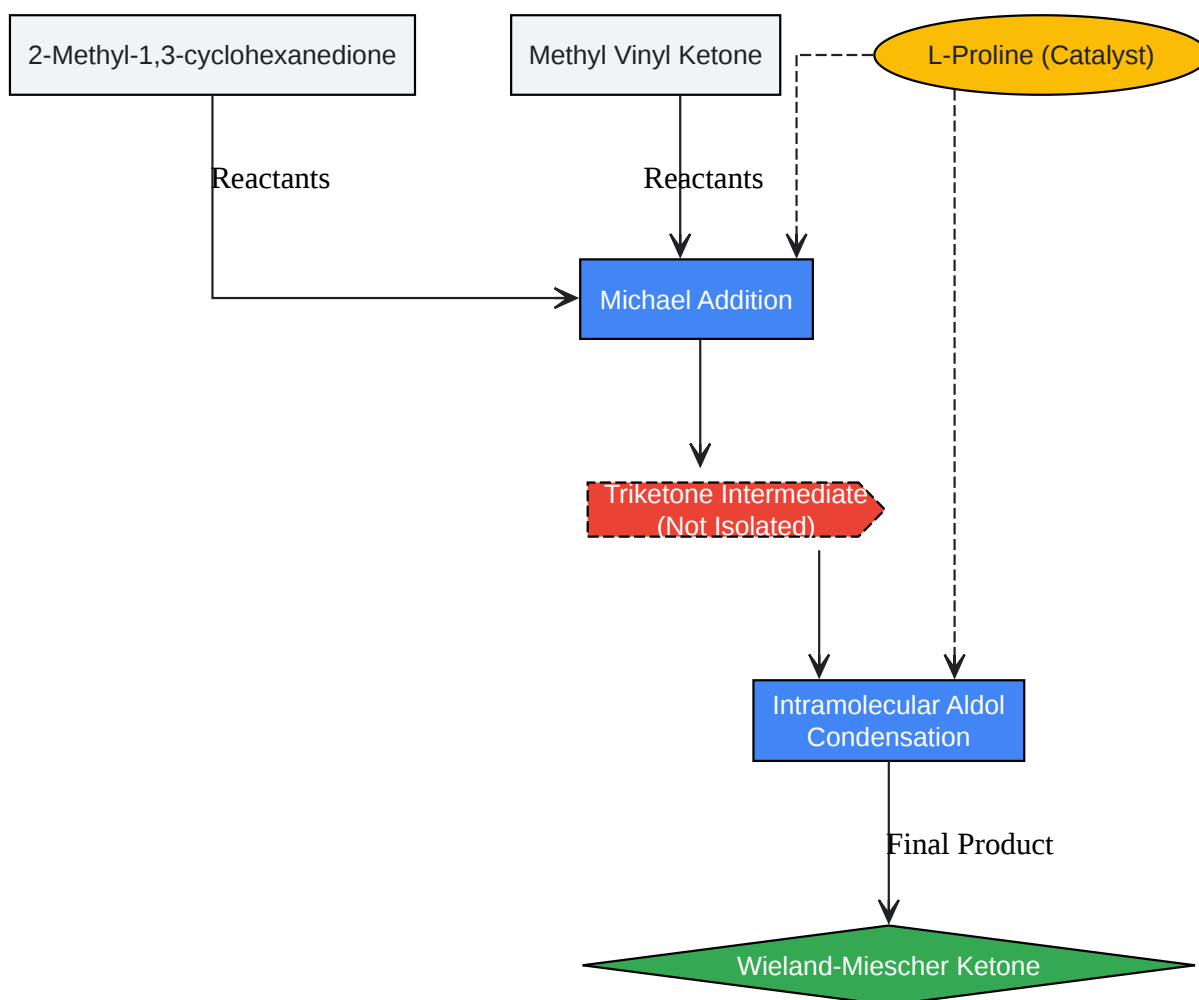 2-Methyl-1,3-cyclohexanedione
Methyl Vinyl Ketone
L-Proline (Catalyst)
Reactants
Reactants
Michael Addition
Triketone Intermediate
(Not Isolated)
Intramolecular Aldol
Condensation
Final Product
Wieland-Miescher Ketone